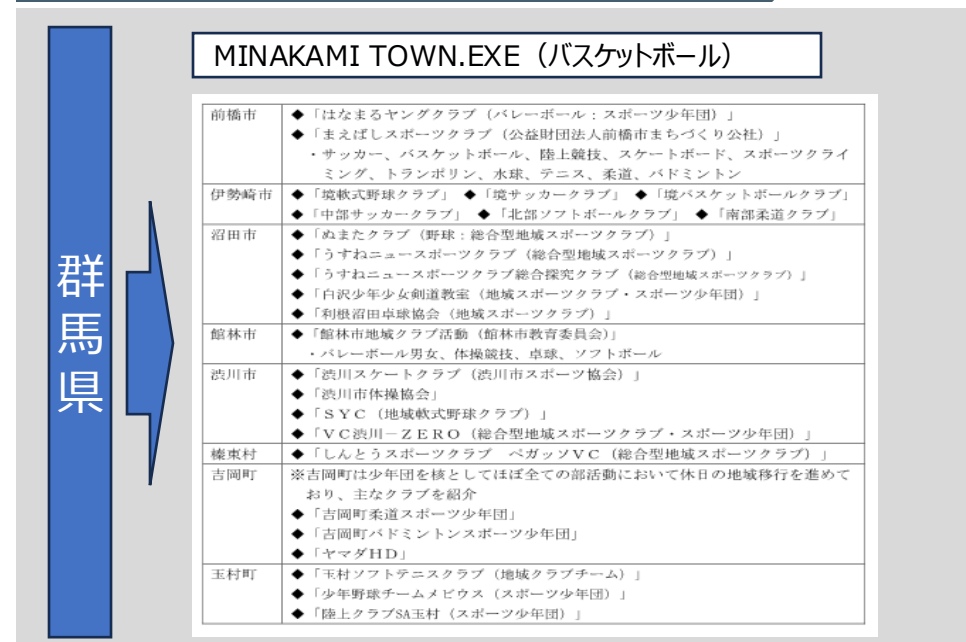 群馬県
MINAKAMI TOWN.EXE（バスケットボール）
前橋市
◆「はなまるヤングクラブ（バレーボール：スポーツ少年団）」
◆「まえばしスポーツクラブ（公益財団法人前橋市まちづくり公社）」
・サッカー、バスケットボール、陸上競技、スケートボード、スポーツクライ
ミング、トランポリン、水球、テニス、柔道、バドミントン
伊勢崎市
◆「境軟式野球クラブ」 ◆「境サッカークラブ」 ◆「境バスケットボールクラブ」
◆「中部サッカークラブ」 ◆「北部ソフトボールクラブ」 ◆「南部柔道クラブ」
沼田市
◆「ぬまたクラブ（野球：総合型地域スポーツクラブ）」
◆「うすねニュースポーツクラブ（総合型地域スポーツクラブ）」
◆「うすねニュースポーツクラブ総合探究クラブ（総合型地域スポーツクラブ）」
◆「白沢少年少女剣道教室（地域スポーツクラブ・スポーツ少年団）」
◆「利根沼田卓球協会（地域スポーツクラブ）」
館林市
◆「館林市地域クラブ活動（館林市教育委員会）」
・バレーボール男女、体操競技、卓球、ソフトボール
渋川市
◆「渋川スケートクラブ（渋川市スポーツ協会）」
◆「渋川市体操協会」
◆「ＳＹＣ（地域軟式野球クラブ）」
◆「ＶＣ渋川－ＺＥＲＯ（総合型地域スポーツクラブ・スポーツ少年団）」
榛東村
◆「しんとうスポーツクラブ　ペガッソＶＣ（総合型地域スポーツクラブ）」
吉岡町
※吉岡町は少年団を核としてほぼ全ての部活動において休日の地域移行を進めて
おり、主なクラブを紹介
◆「吉岡町柔道スポーツ少年団」
◆「吉岡町バドミントンスポーツ少年団」
◆「ヤマダＨＤ」
玉村町
◆「玉村ソフトテニスクラブ（地域クラブチーム）」
◆「少年野球チームメビウス（スポーツ少年団）」
◆「陸上クラブSA玉村（スポーツ少年団）」